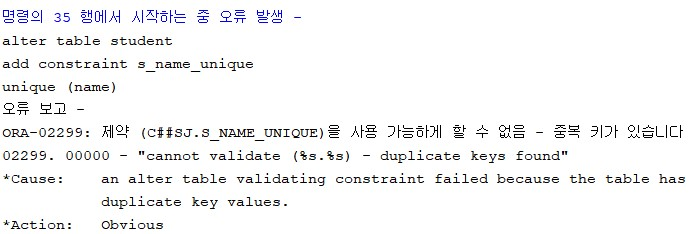 명령의 35 행에서 시작하는 중 오류 발생 -
alter table student
add constraint s_name_unique
unique (name)
오류 보고 -
ORA-02299: 제약 (C##SJ.S_NAME_UNIQUE)을 사용 가능하게 할 수 없음 - 중복 키가 있습니다
02299. 00000 - "cannot validate (%s.%s) - duplicate keys found"
*Cause:    an alter table validating constraint failed because the table has
           duplicate key values.
*Action:   Obvious